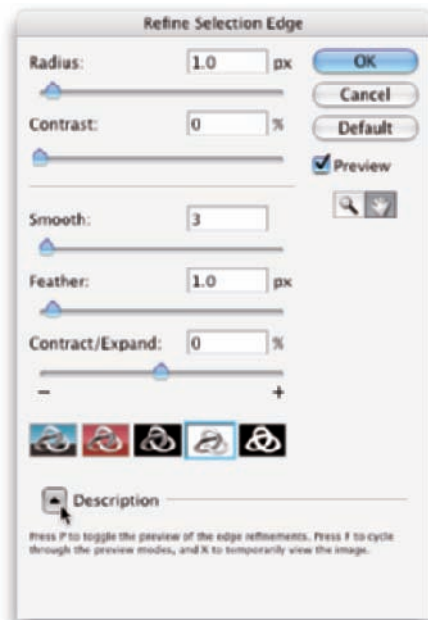 Refine Selection Edge
Radius: 1.0 px
OK
Cancel
Contrast: 0 %
Default
Preview
Smooth: 3
Feather: 1.0 px
Contract/Expand: 0 %
− +
Description
Press P to toggle the preview of the edge refinements. Press F to cycle
through the preview modes, and X to temporarily view the image.